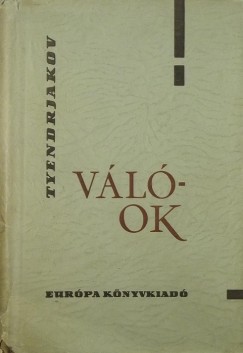 TYENDRJAKOV
VÁLÓ-
OK
EURÓPA KÖNYVKIADÓ